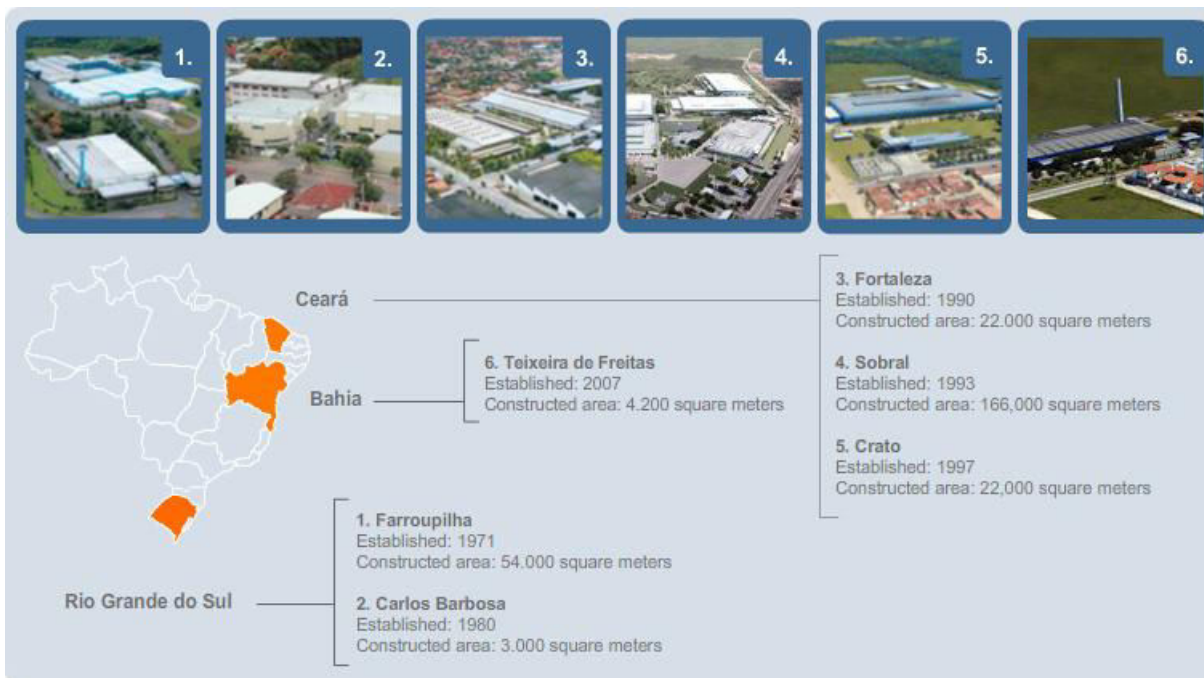 1.
2.
3.
4.
5.
6.
Ceará
3. Fortaleza
Established: 1990
Constructed area: 22.000 square meters
4. Sobral
Established: 1993
Constructed area: 166,000 square meters
5. Crato
Established: 1997
Constructed area: 22,000 square meters
Bahia
6. Teixeira de Freitas
Established: 2007
Constructed area: 4.200 square meters
Rio Grande do Sul
1. Farroupilha
Established: 1971
Constructed area: 54.000 square meters
2. Carlos Barbosa
Established: 1980
Constructed area: 3.000 square meters